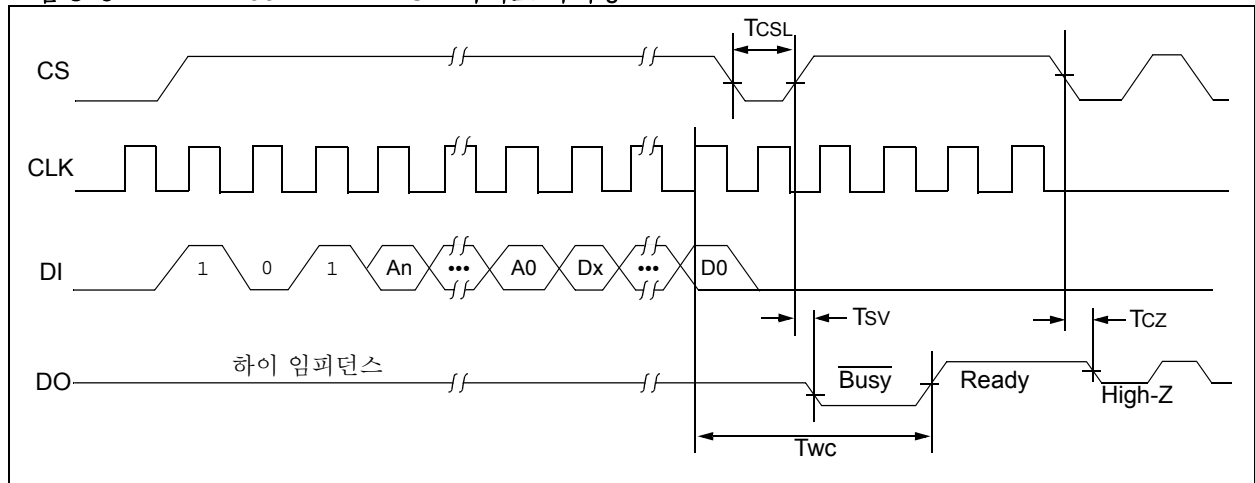 TCSL
CS
CLK
DI
1 0 1 An ••• A0 Dx ••• D0
TSV
TCZ
하이 임피던스
DO
Busy
Ready
High-Z
TWC